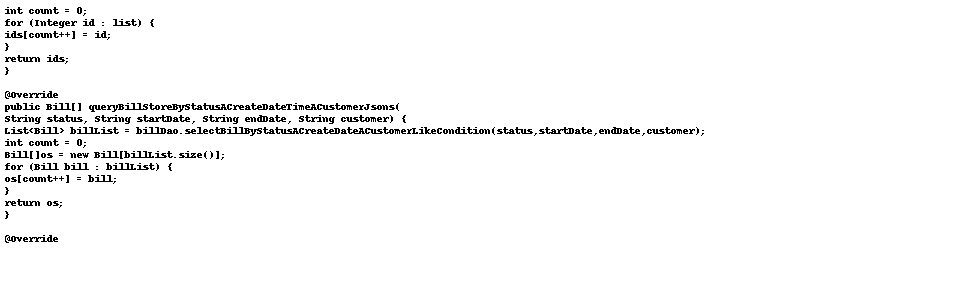 int count = 0;
for (Integer id : list) {
ids[count++] = id;
}
return ids;
}
@Override
public Bill[] queryBillStoreByStatusACreateDateTimeACustomerJsons(
String status, String startDate, String endDate, String customer) {
List<Bill> billList = billDao.selectBillByStatusACreateDateACustomerLikeCondition(status,startDate,endDate,customer);
int count = 0;
Bill[]os = new Bill[billList.size()];
for (Bill bill : billList) {
os[count++] = bill;
}
return os;
}
@Override